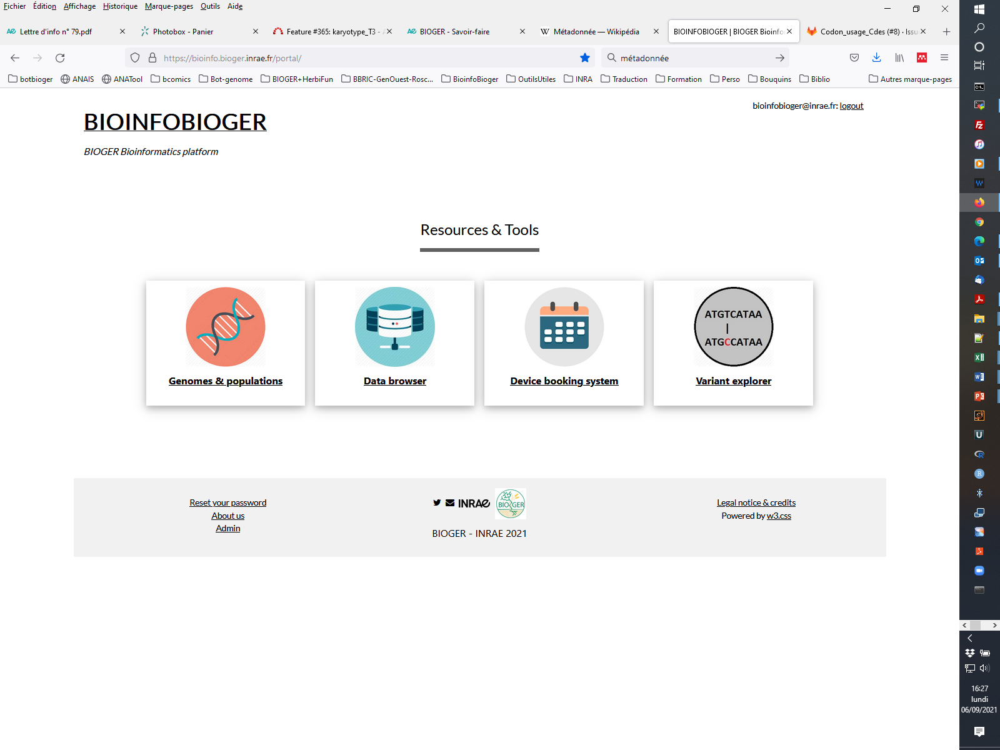 Fichier Édition Affichage Historique Marque-pages Outils Aide
Lettre d'info n° 79.pdf
Photobox - Panier
Feature #365: karyotype_T3 - A
BIOGER - Savoir-faire
Métadonnée — Wikipédia
BIOINFOBIOGER | BIOGER Bioinfo
Codon_usage_Cdes (#8) · Issu
https://bioinfo.bioger.inrae.fr/portal/
métadonnée
botbioger ANAIS ANATool bcomics Bot-genome BIOGER+HerbiFun BBRIC-GenOuest-Rosc... BioinfoBioger OutilsUtiles INRA Traduction Formation Perso Bouquins Biblio Autres marque-pages
bioinfobioger@inrae.fr: logout
BIOINFOBIOGER
BIOGER Bioinformatics platform
Resources & Tools
ATGTCATAA
|
ATGCCATAA
Genomes & populations
Data browser
Device booking system
Variant explorer
Reset your password
About us
Admin
INRAE
BIOGER
BIOGER - INRAE 2021
Legal notice & credits
Powered by w3.css
16:27
lundi
06/09/2021